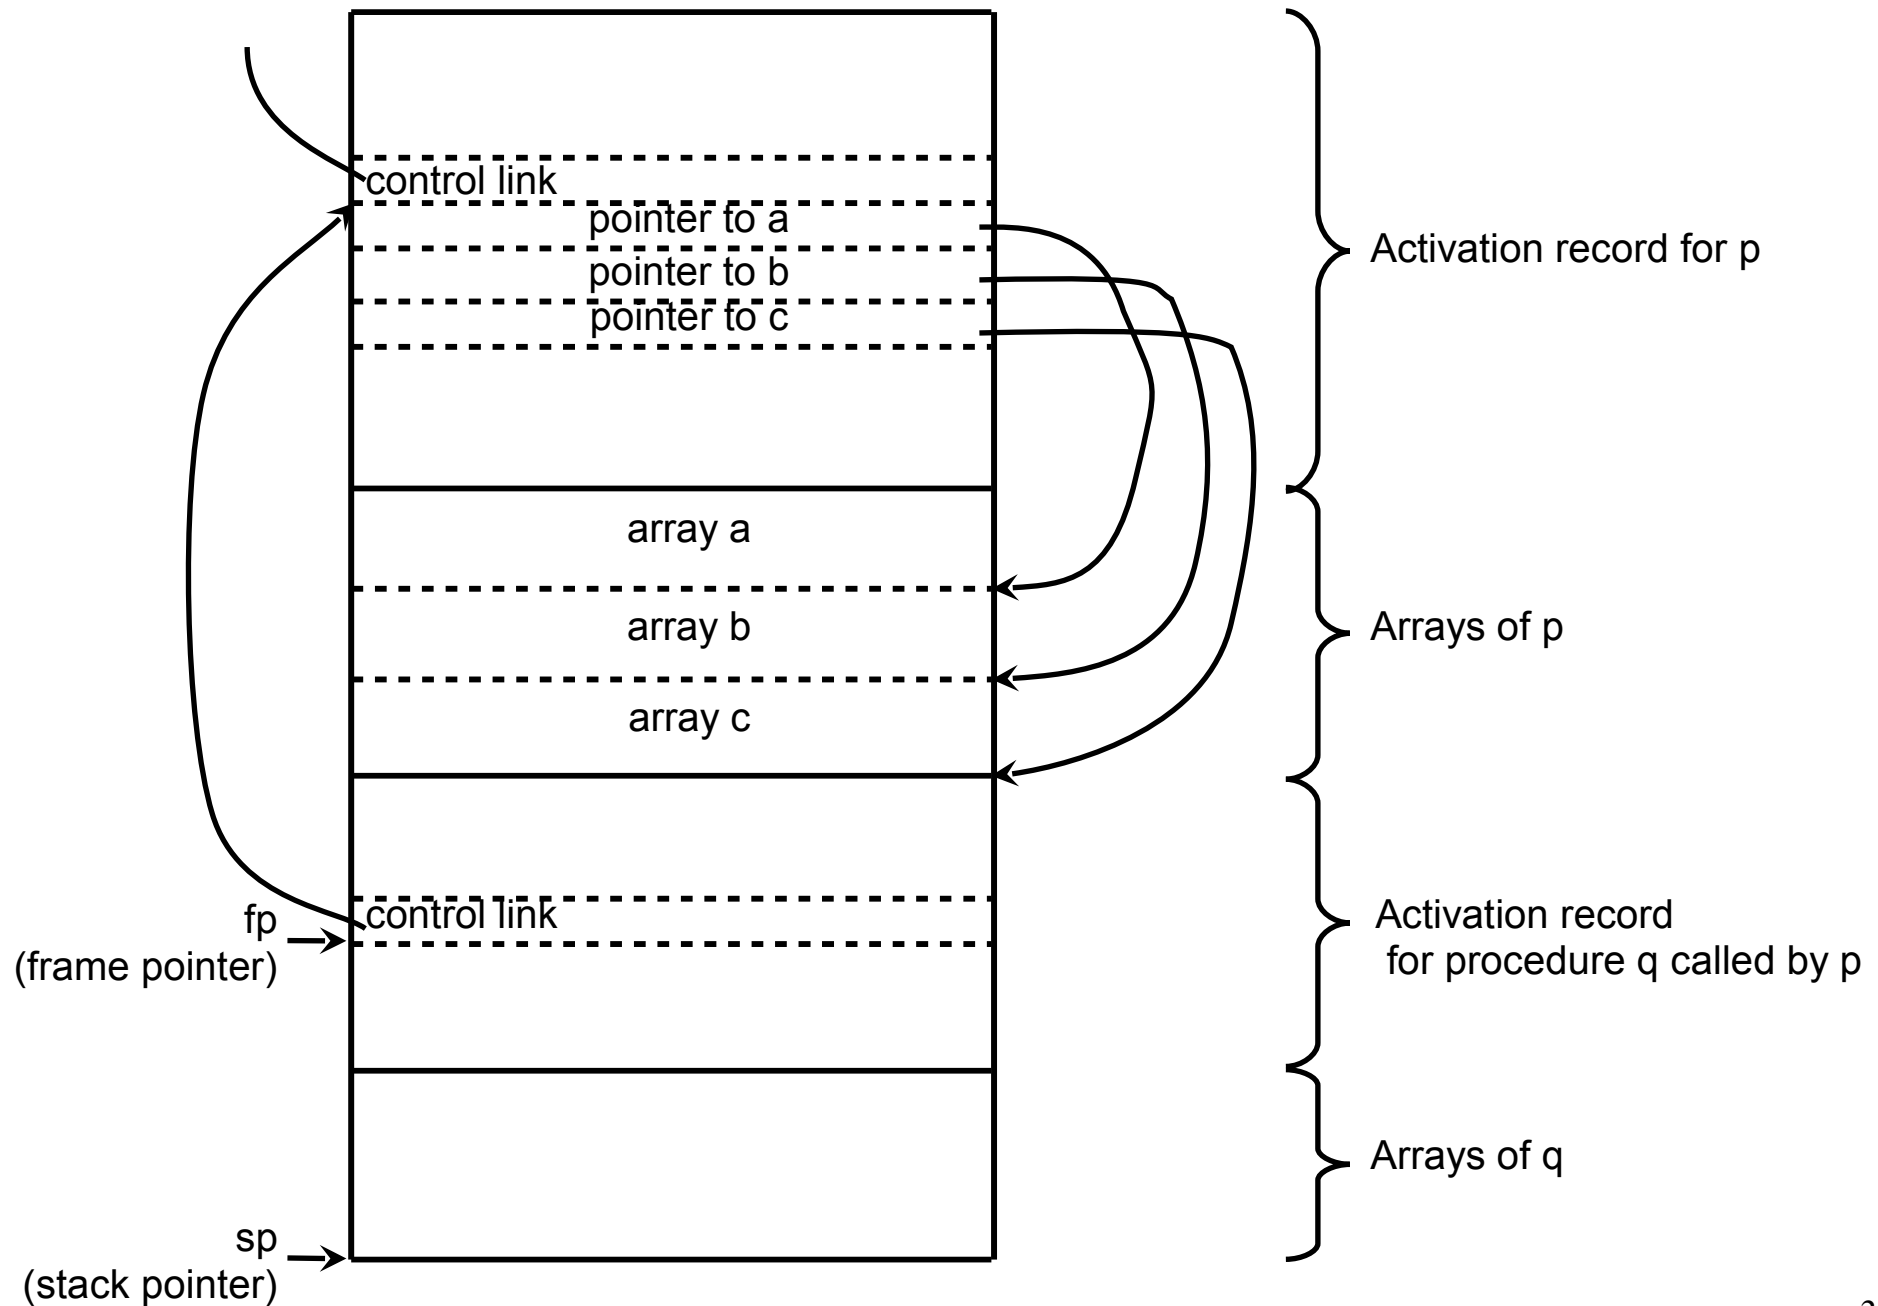 control link
pointer to a
pointer to b
pointer to c
Activation record for p
array a
array b
array c
Arrays of p
control link
fp
(frame pointer)
Activation record
for procedure q called by p
Arrays of q
sp
(stack pointer)